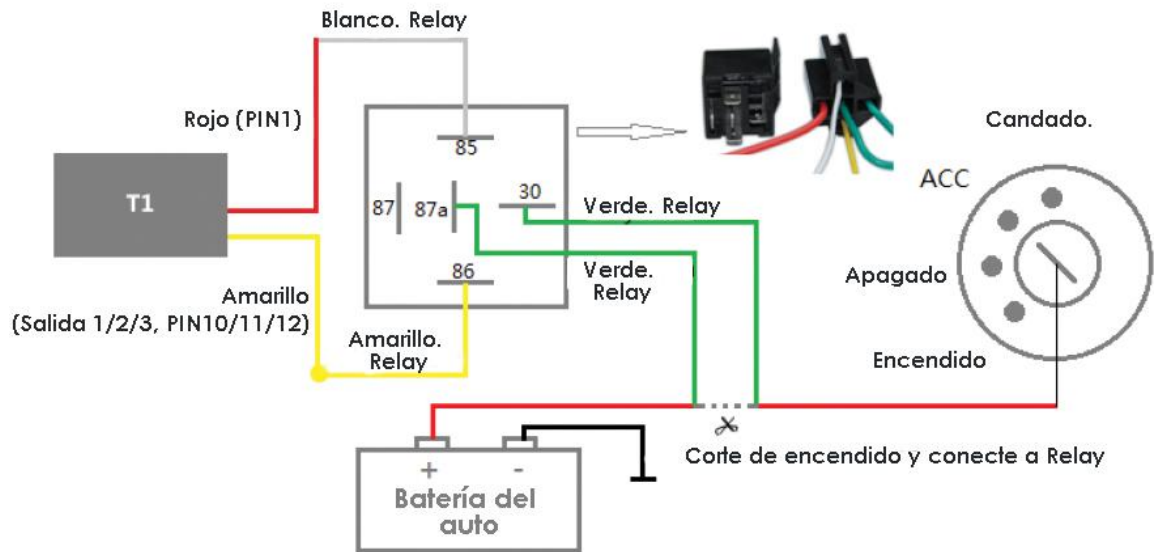 Blanco. Relay
Rojo (PIN1)
T1
85
87
87a
30
86
Verde. Relay
Verde.
Relay
Amarillo
(Salida 1/2/3, PIN10/11/12)
Amarillo.
Relay
Candado.
ACC
Apagado
Encendido
Corte de encendido y conecte a Relay
+
-
Batería del
auto